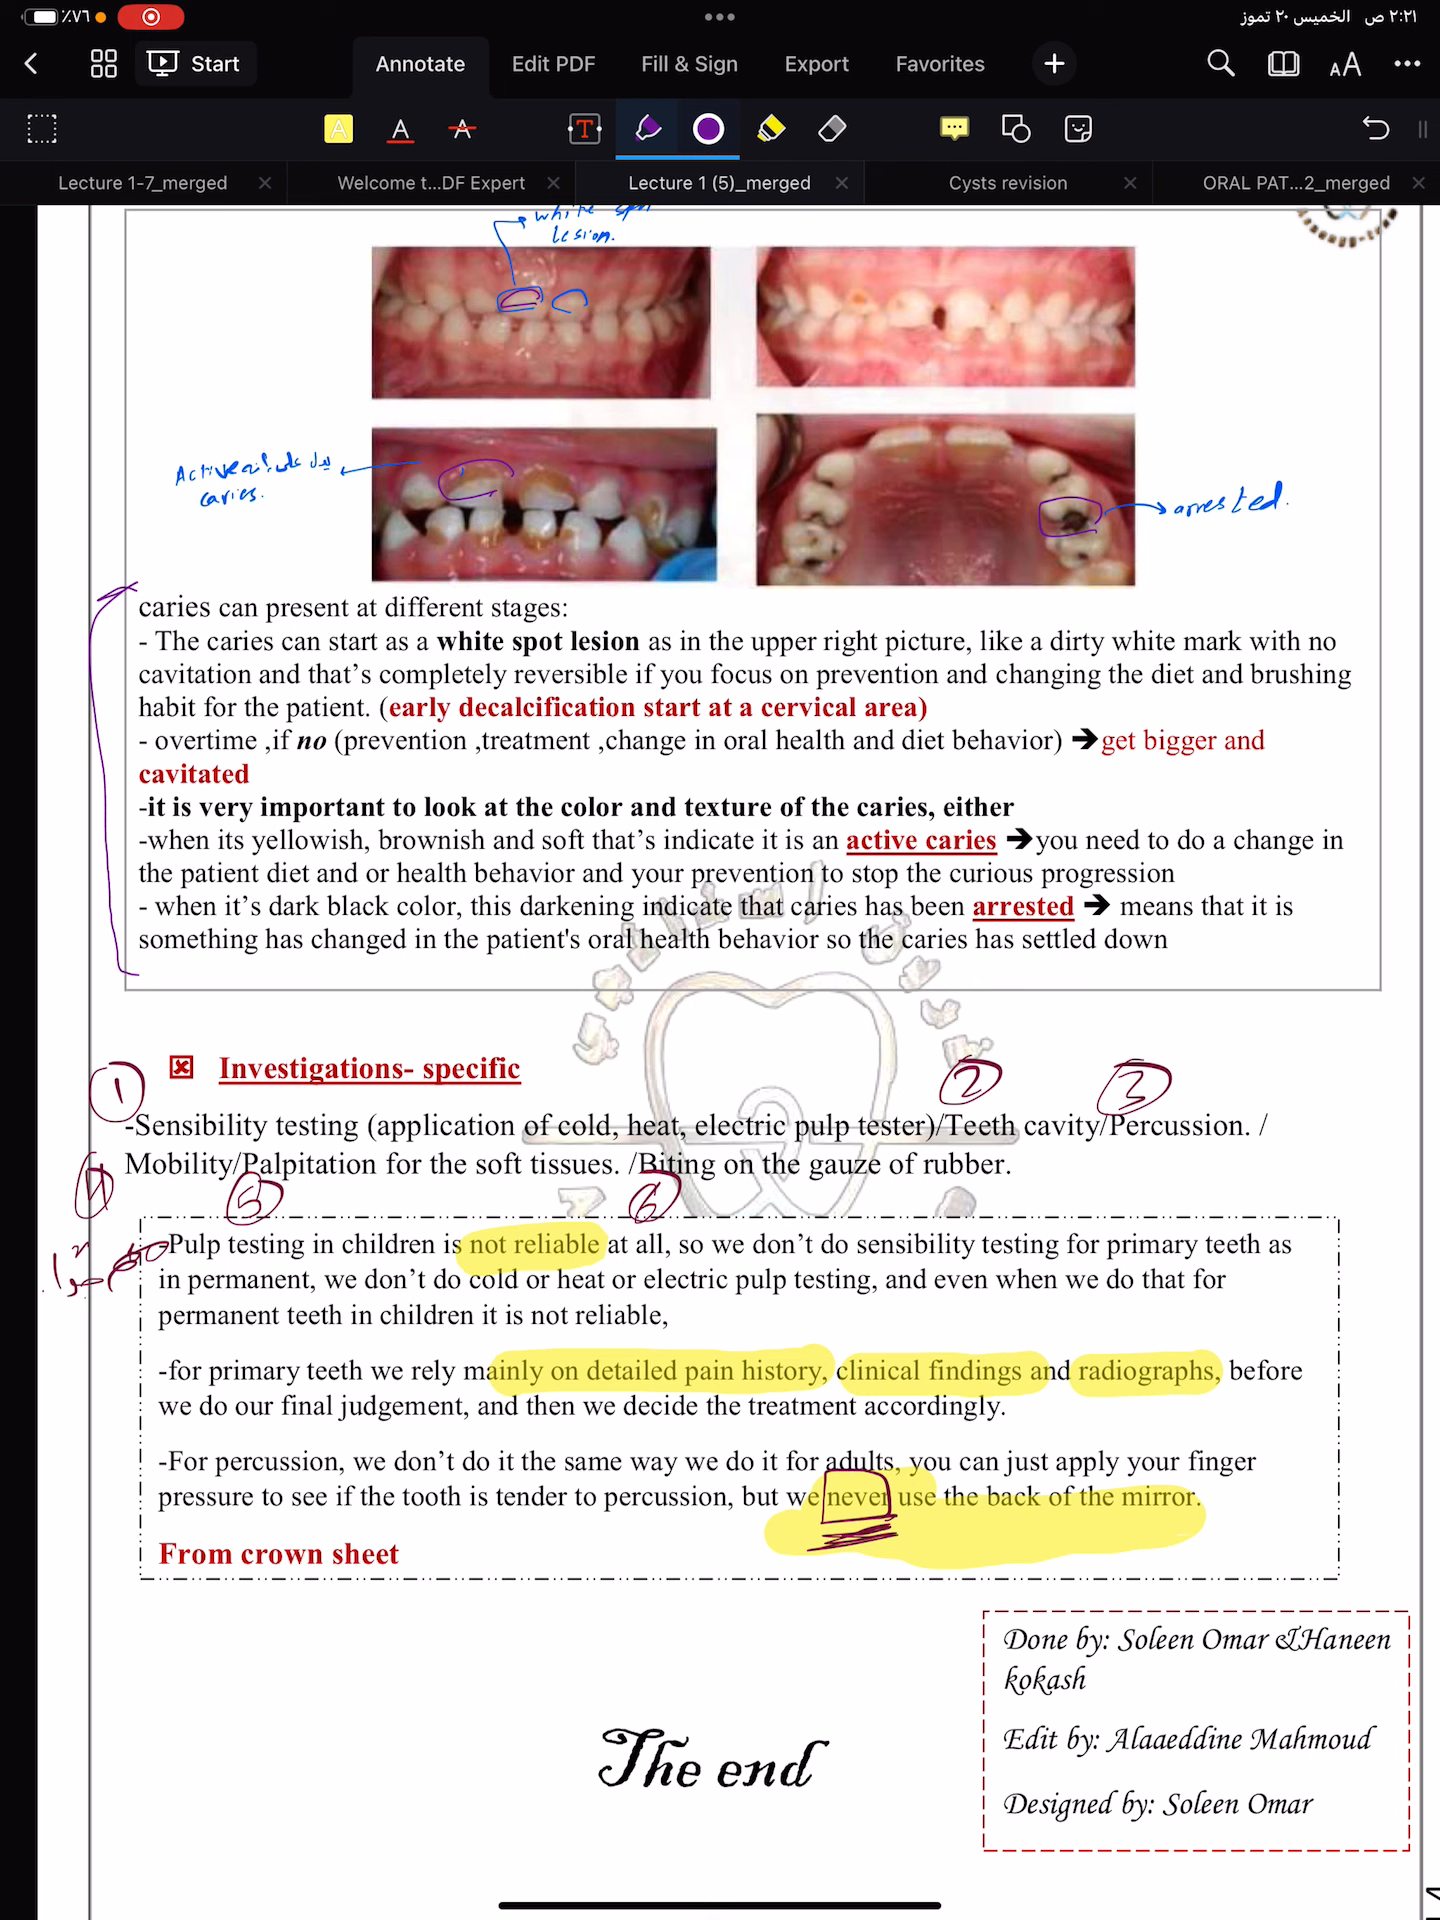 ٪٧٦
٢:٢١ ص الخميس ٢٠ تموز
Start
Annotate
Edit PDF
Fill & Sign
Export
Favorites
AA
A A A T
Lecture 1-7_merged
Welcome t...DF Expert
Lecture 1 (5)_merged
Cysts revision
ORAL PAT...2_merged
white spot
lesion.
Active يدل على انه
caries.
arrested.
caries can present at different stages:
- The caries can start as a white spot lesion as in the upper right picture, like a dirty white mark with no
cavitation and that’s completely reversible if you focus on prevention and changing the diet and brushing
habit for the patient. (early decalcification start at a cervical area)
- overtime ,if no (prevention ,treatment ,change in oral health and diet behavior) ➔get bigger and
cavitated
-it is very important to look at the color and texture of the caries, either
-when its yellowish, brownish and soft that’s indicate it is an active caries ➔you need to do a change in
the patient diet and or health behavior and your prevention to stop the curious progression
- when it’s dark black color, this darkening indicate that caries has been arrested ➔ means that it is
something has changed in the patient's oral health behavior so the caries has settled down
Investigations- specific
1 2 3
-Sensibility testing (application of cold, heat, electric pulp tester)/Teeth cavity/Percussion. /
Mobility/Palpitation for the soft tissues. /Biting on the gauze of rubber.
4 5 6
-Pulp testing in children is not reliable at all, so we don’t do sensibility testing for primary teeth as
in permanent, we don’t do cold or heat or electric pulp testing, and even when we do that for
permanent teeth in children it is not reliable,
-for primary teeth we rely mainly on detailed pain history, clinical findings and radiographs, before
we do our final judgement, and then we decide the treatment accordingly.
-For percussion, we don’t do it the same way we do it for adults, you can just apply your finger
pressure to see if the tooth is tender to percussion, but we never use the back of the mirror.
From crown sheet
Done by: Soleen Omar &Haneen
kokash
Edit by: Alaaeddine Mahmoud
Designed by: Soleen Omar
The end